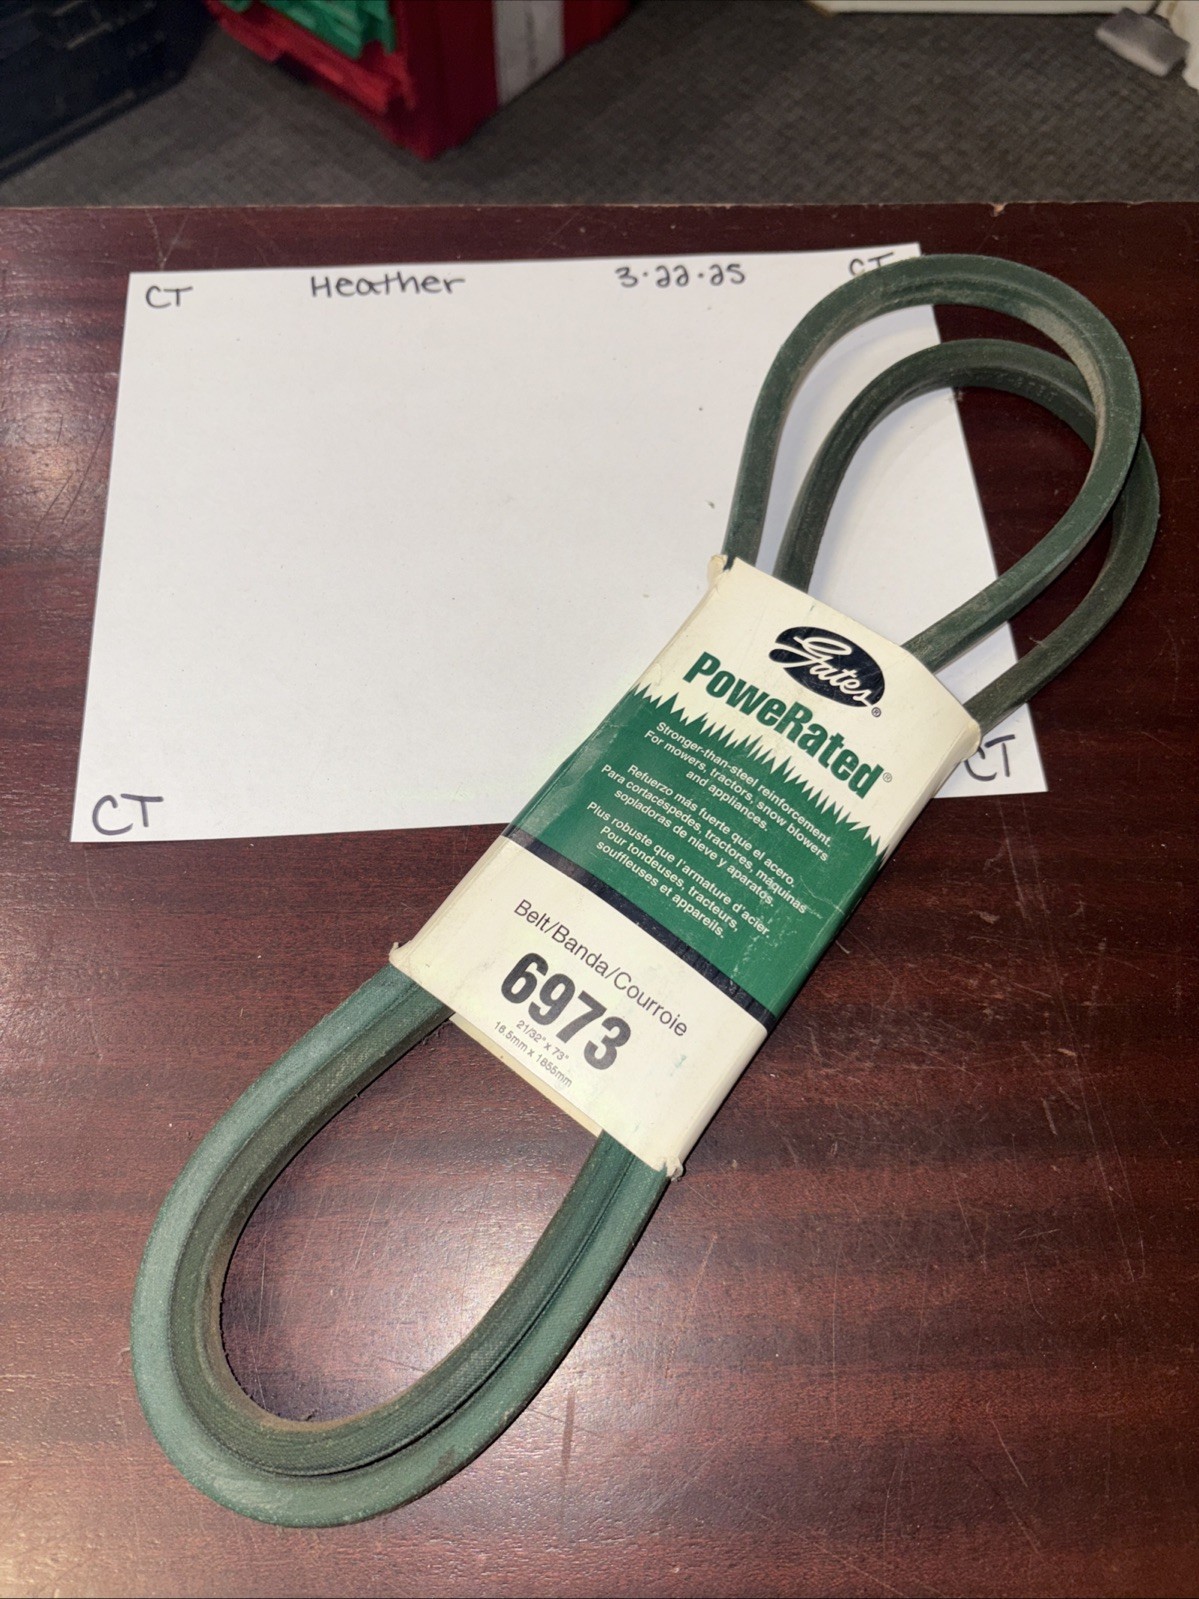 CT Heather 3·22·25 CT
CT
CT
Gates®
PoweRated®
Stronger-than-steel reinforcement.
For mowers, tractors, snow blowers
and appliances.
Refuerzo más fuerte que el acero.
Para cortacéspedes, tractores, máquinas
sopladoras de nieve y aparatos.
Plus robuste que l'armature d'acier.
Pour tondeuses, tracteurs,
souffleuses et appareils.
Belt/Banda/Courroie
6973
21/32" x 73"
16.5mm x 1855mm